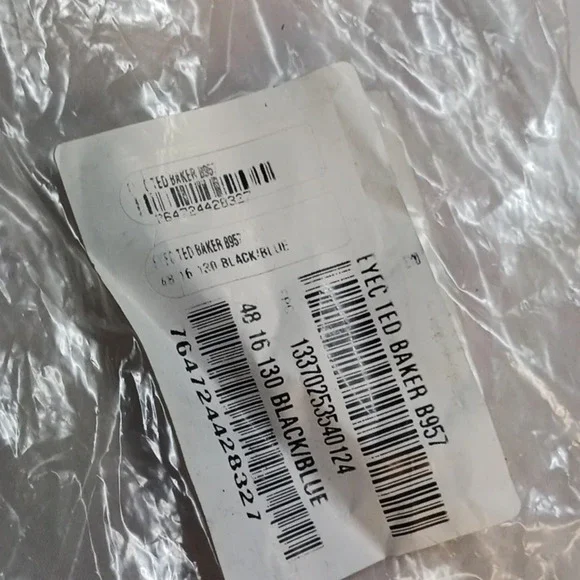 EYEC TED BAKER B957
764724428327
EYEC TED BAKER B957
48 16 130 BLACK/BLUE
EYEC TED BAKER B957
13370253540124
48 16 130 BLACK/BLUE
764724428327